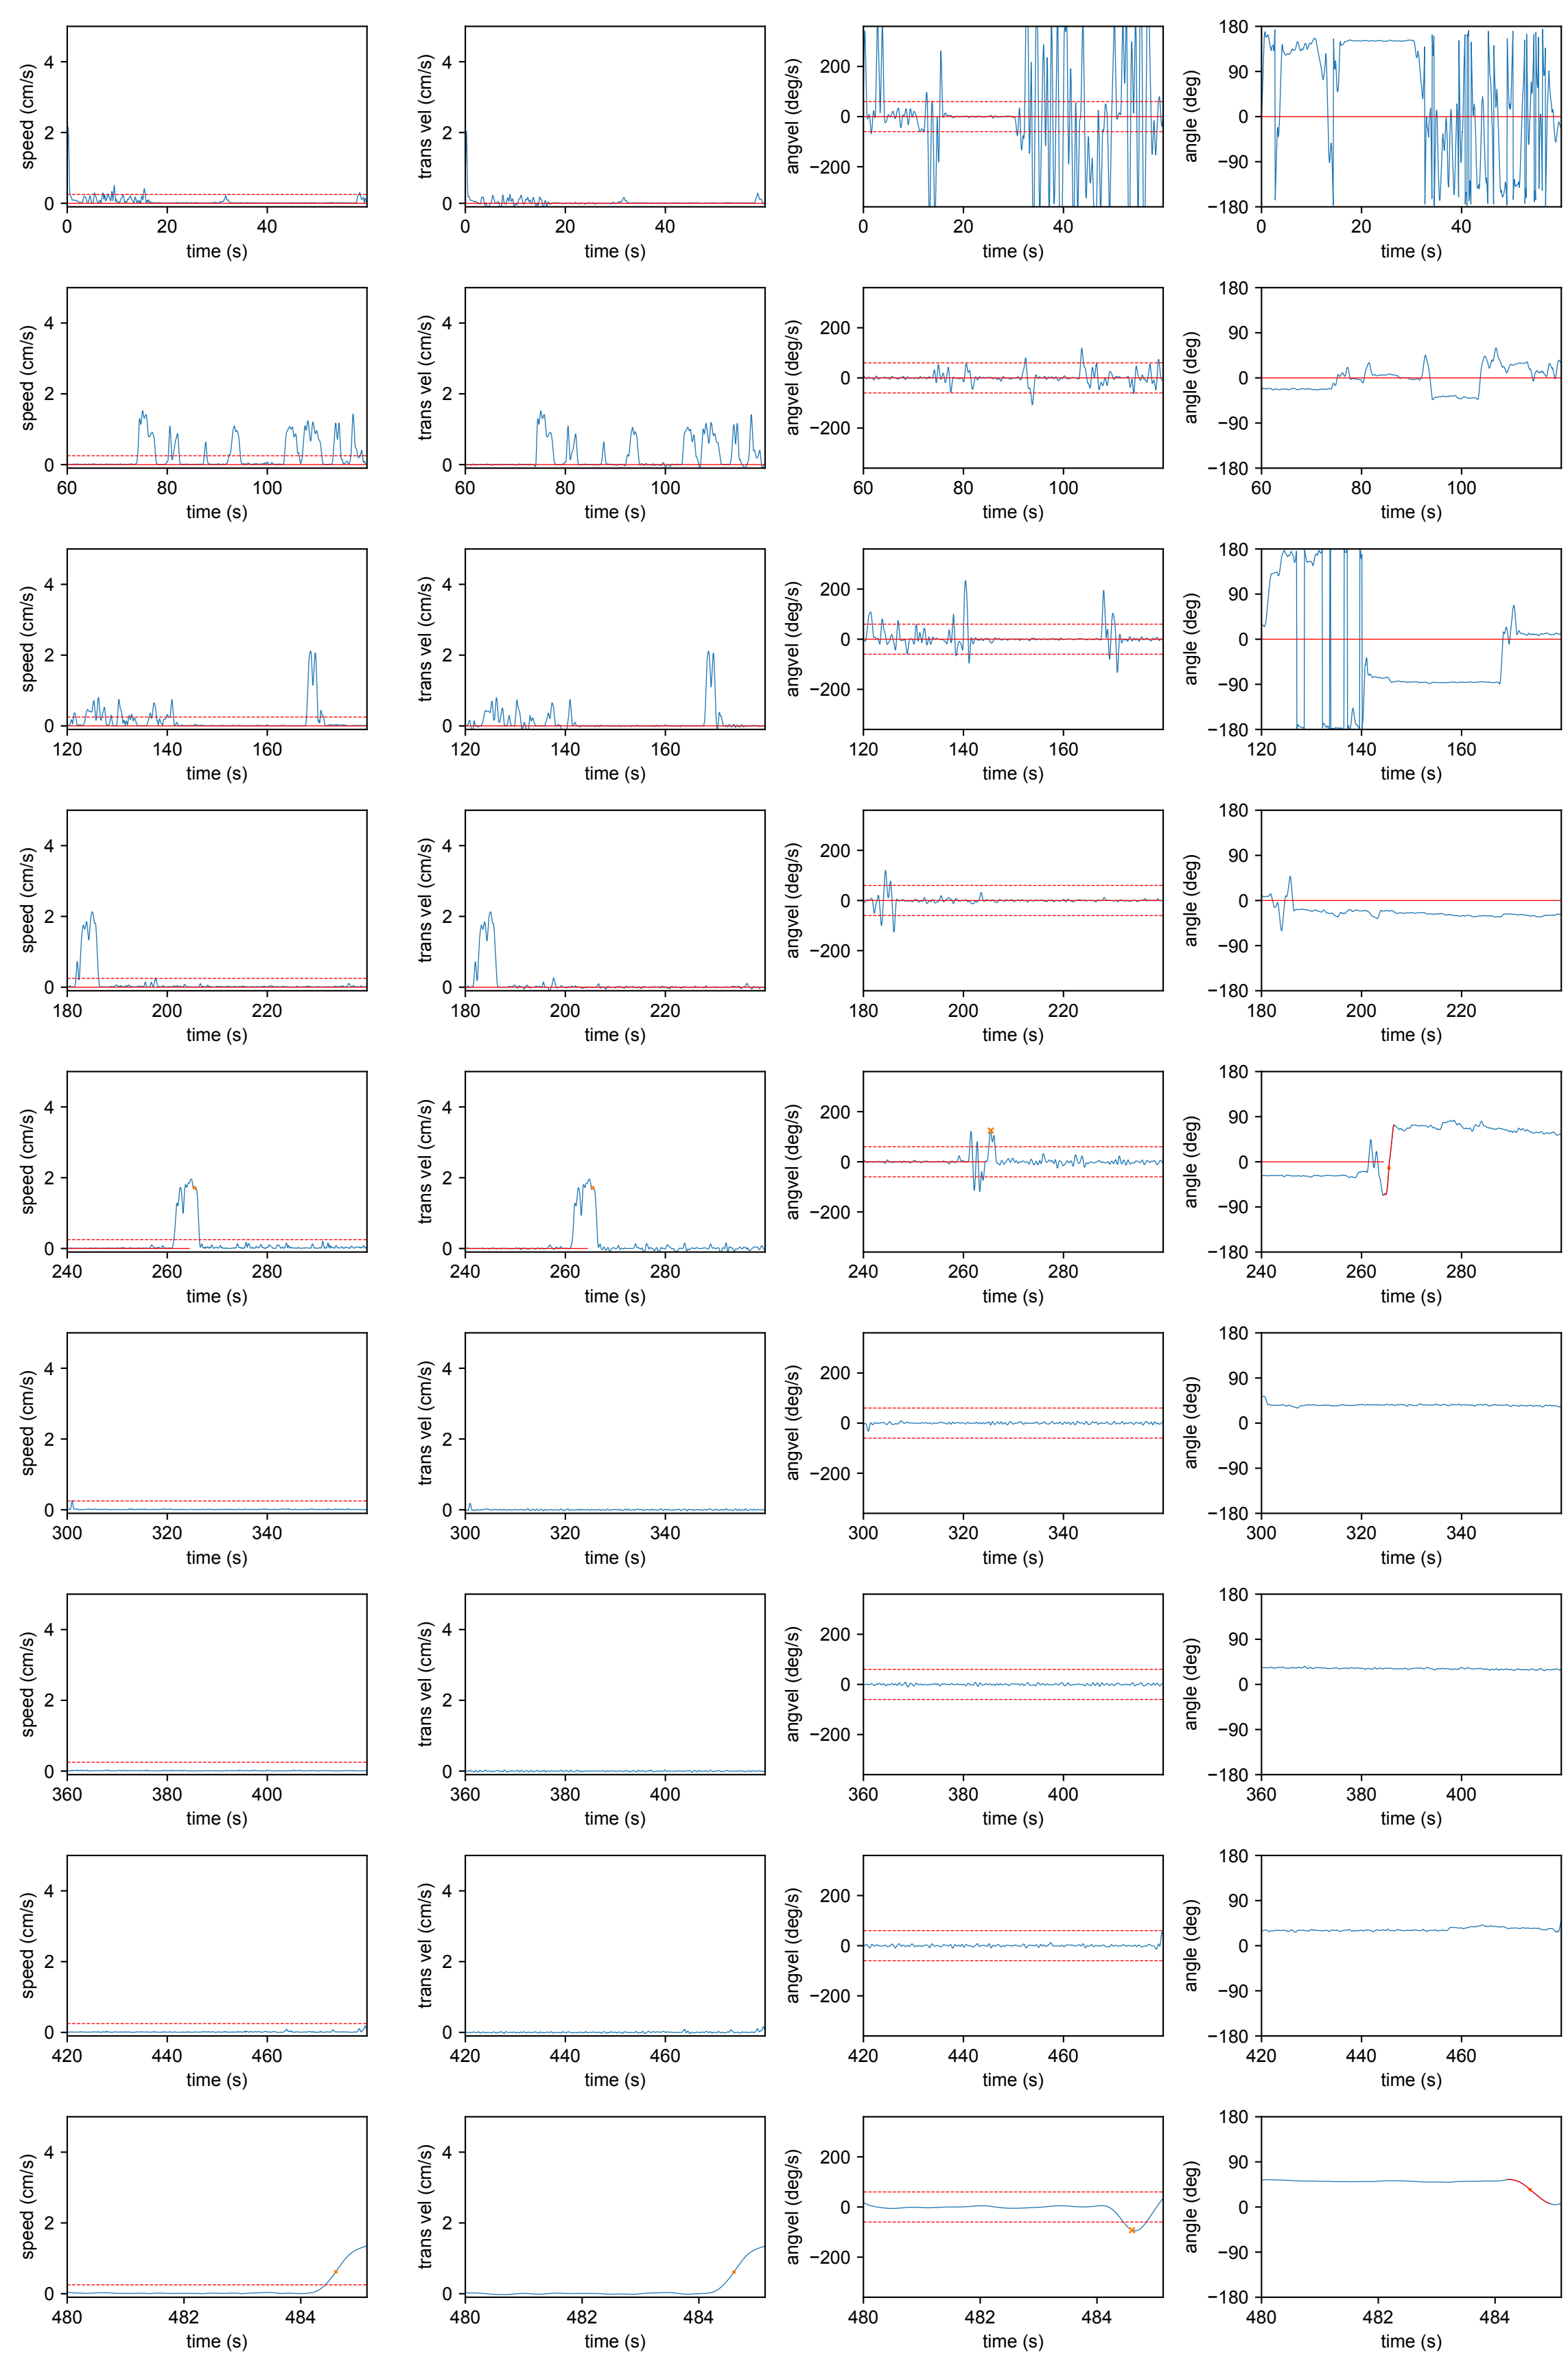 speed (cm/s)
4
2
0
0 20 40
time (s)
trans vel (cm/s)
4
2
0
0 20 40
time (s)
angvel (deg/s)
200
0
−200
0 20 40
time (s)
angle (deg)
180
90
0
−90
−180
0 20 40
time (s)
speed (cm/s)
4
2
0
60 80 100
time (s)
trans vel (cm/s)
4
2
0
60 80 100
time (s)
angvel (deg/s)
200
0
−200
60 80 100
time (s)
angle (deg)
180
90
0
−90
−180
60 80 100
time (s)
speed (cm/s)
4
2
0
120 140 160
time (s)
trans vel (cm/s)
4
2
0
120 140 160
time (s)
angvel (deg/s)
200
0
−200
120 140 160
time (s)
angle (deg)
180
90
0
−90
−180
120 140 160
time (s)
speed (cm/s)
4
2
0
180 200 220
time (s)
trans vel (cm/s)
4
2
0
180 200 220
time (s)
angvel (deg/s)
200
0
−200
180 200 220
time (s)
angle (deg)
180
90
0
−90
−180
180 200 220
time (s)
speed (cm/s)
4
2
0
240 260 280
time (s)
trans vel (cm/s)
4
2
0
240 260 280
time (s)
angvel (deg/s)
200
0
−200
240 260 280
time (s)
angle (deg)
180
90
0
−90
−180
240 260 280
time (s)
speed (cm/s)
4
2
0
300 320 340
time (s)
trans vel (cm/s)
4
2
0
300 320 340
time (s)
angvel (deg/s)
200
0
−200
300 320 340
time (s)
angle (deg)
180
90
0
−90
−180
300 320 340
time (s)
speed (cm/s)
4
2
0
360 380 400
time (s)
trans vel (cm/s)
4
2
0
360 380 400
time (s)
angvel (deg/s)
200
0
−200
360 380 400
time (s)
angle (deg)
180
90
0
−90
−180
360 380 400
time (s)
speed (cm/s)
4
2
0
420 440 460
time (s)
trans vel (cm/s)
4
2
0
420 440 460
time (s)
angvel (deg/s)
200
0
−200
420 440 460
time (s)
angle (deg)
180
90
0
−90
−180
420 440 460
time (s)
speed (cm/s)
4
2
0
480 482 484
time (s)
trans vel (cm/s)
4
2
0
480 482 484
time (s)
angvel (deg/s)
200
0
−200
480 482 484
time (s)
angle (deg)
180
90
0
−90
−180
480 482 484
time (s)